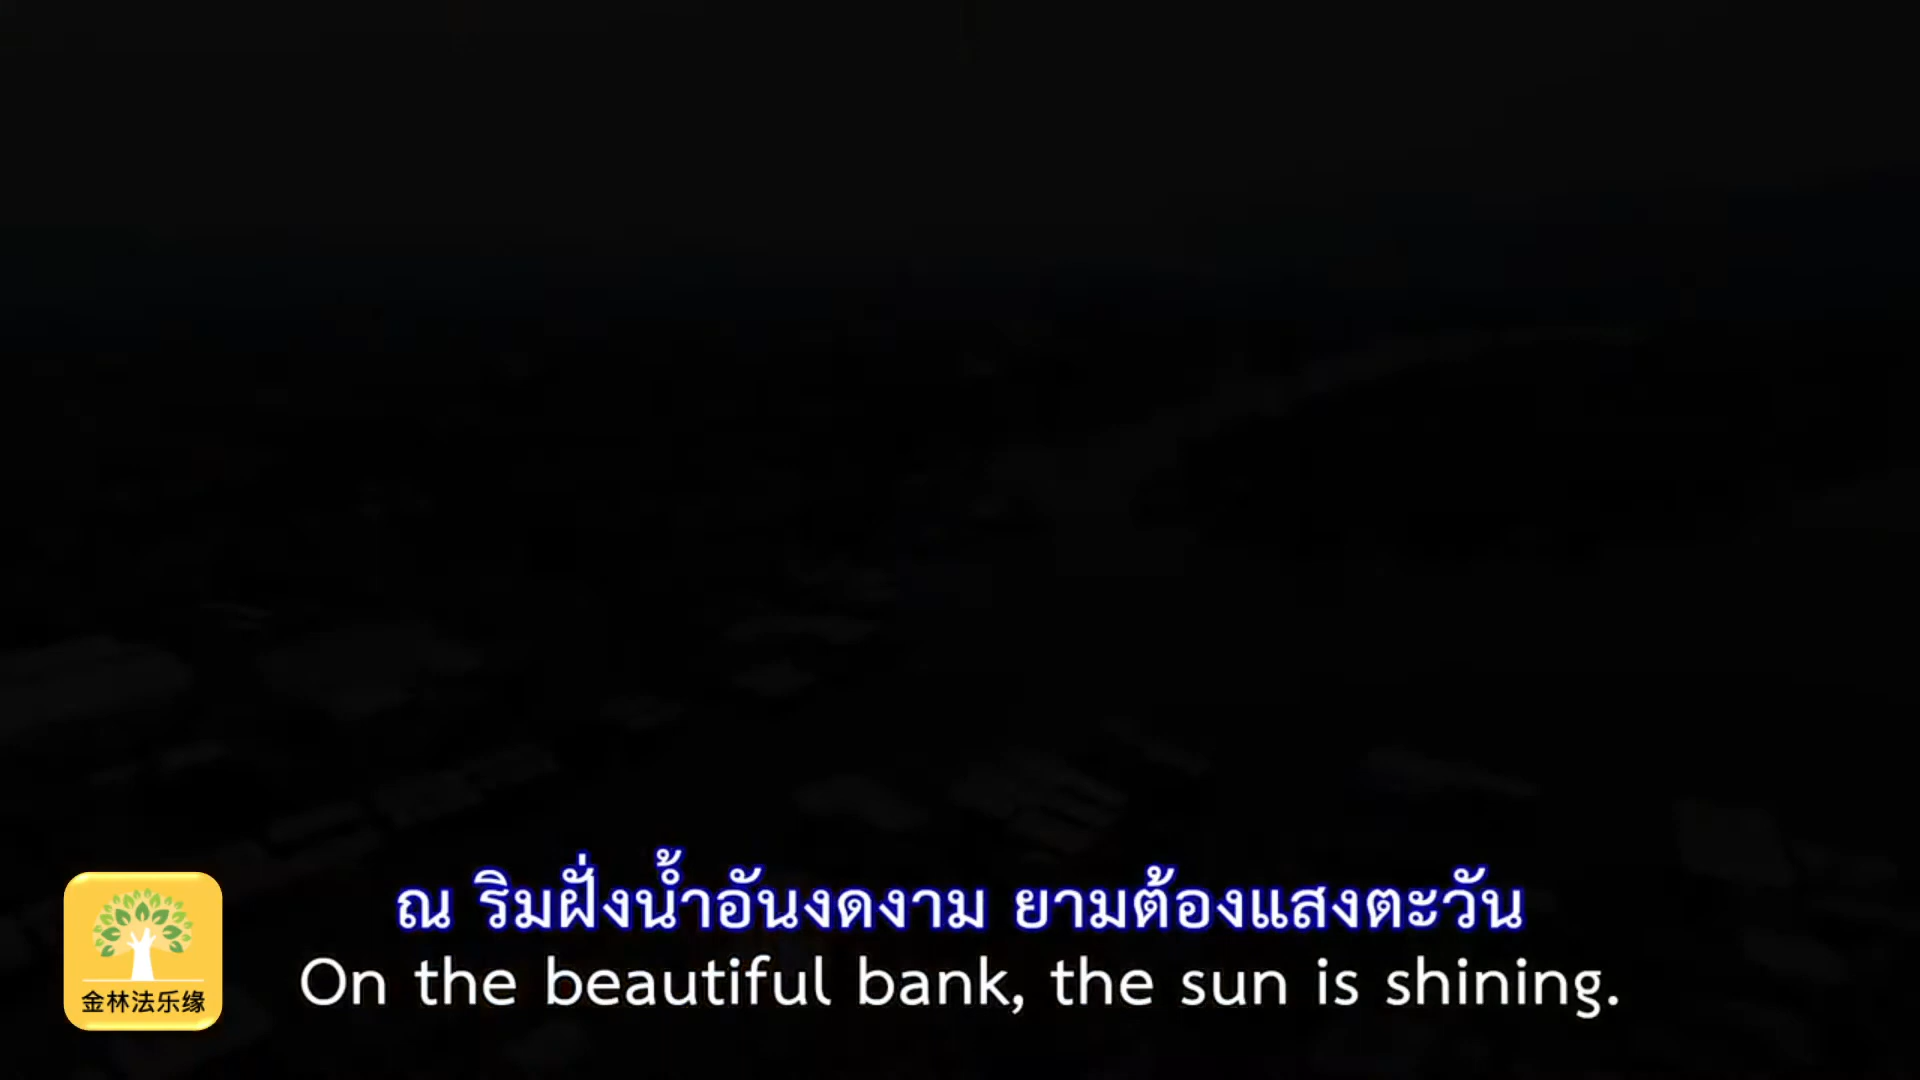 ณ ริมฝั่งน้ำอันงดงาม ยามต้องแสงตะวัน
On the beautiful bank, the sun is shining.
金林法乐缘